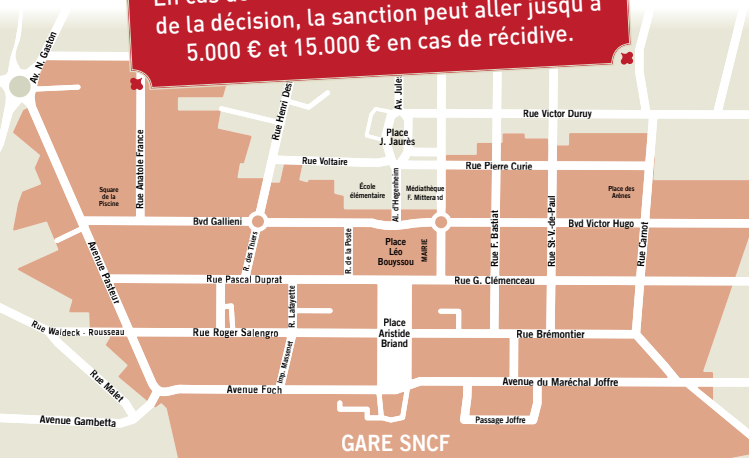 En cas de
de la décision, la sanction peut aller jusqu'à
5.000 € et 15.000 € en cas de récidive.
Av. N. Gaston
Rue Henri Des
Av. Jules
Rue Victor Duruy
Place
J. Jaurès
Rue Anatole France
Rue Voltaire
Rue Pierre Curie
Square
de la
Piscine
École
élémentaire
Al. d'Hagenheim
Médiathèque
F. Mitterand
Place des
Arènes
Bvd Gallieni
Bvd Victor Hugo
R. des Thiers
R. de la Poste
Place
Léo
Bouyssou
MAIRIE
Rue F. Bastiat
Rue St-V.-de-Paul
Rue Carnot
Avenue Pasteur
Rue Pascal Duprat
Rue G. Clémenceau
R. Lafayette
Rue Waldeck - Rousseau
Rue Roger Salengro
Place
Aristide
Briand
Rue Brémontier
Imp. Massenet
Rue Malet
Avenue Foch
Avenue du Maréchal Joffre
Avenue Gambetta
Passage Joffre
GARE SNCF